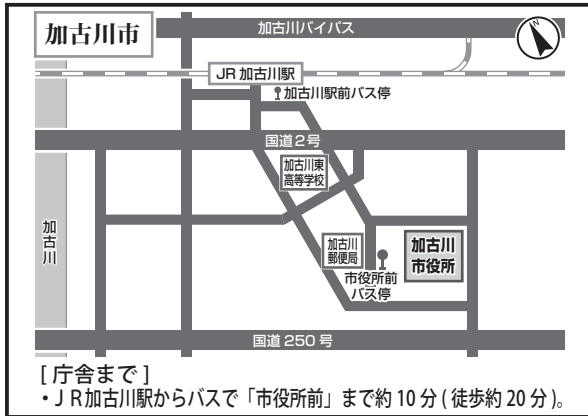 加古川市
加古川バイパス
N
JR 加古川駅
加古川駅前バス停
国道2号
加古川東
高等学校
加古川
加古川
郵便局
加古川
市役所
市役所前
バス停
国道 250 号
[ 庁舎まで ]
・ＪＲ加古川駅からバスで「市役所前」まで約 10 分 ( 徒歩約 20 分 )。